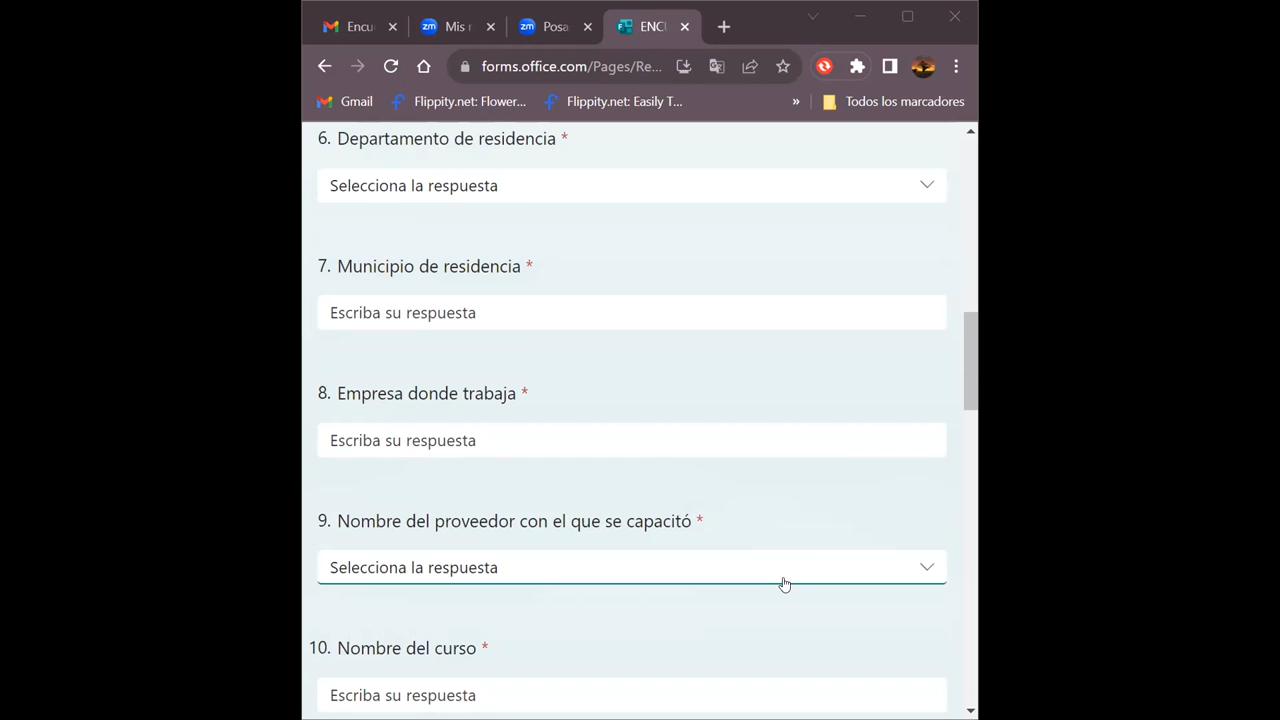 Encu
Mis r
Posa
ENCU
forms.office.com/Pages/Re...
Gmail
Flippity.net: Flower...
Flippity.net: Easily T...
»
Todos los marcadores
6. Departamento de residencia *
Selecciona la respuesta
7. Municipio de residencia *
Escriba su respuesta
8. Empresa donde trabaja *
Escriba su respuesta
9. Nombre del proveedor con el que se capacitó *
Selecciona la respuesta
10. Nombre del curso *
Escriba su respuesta